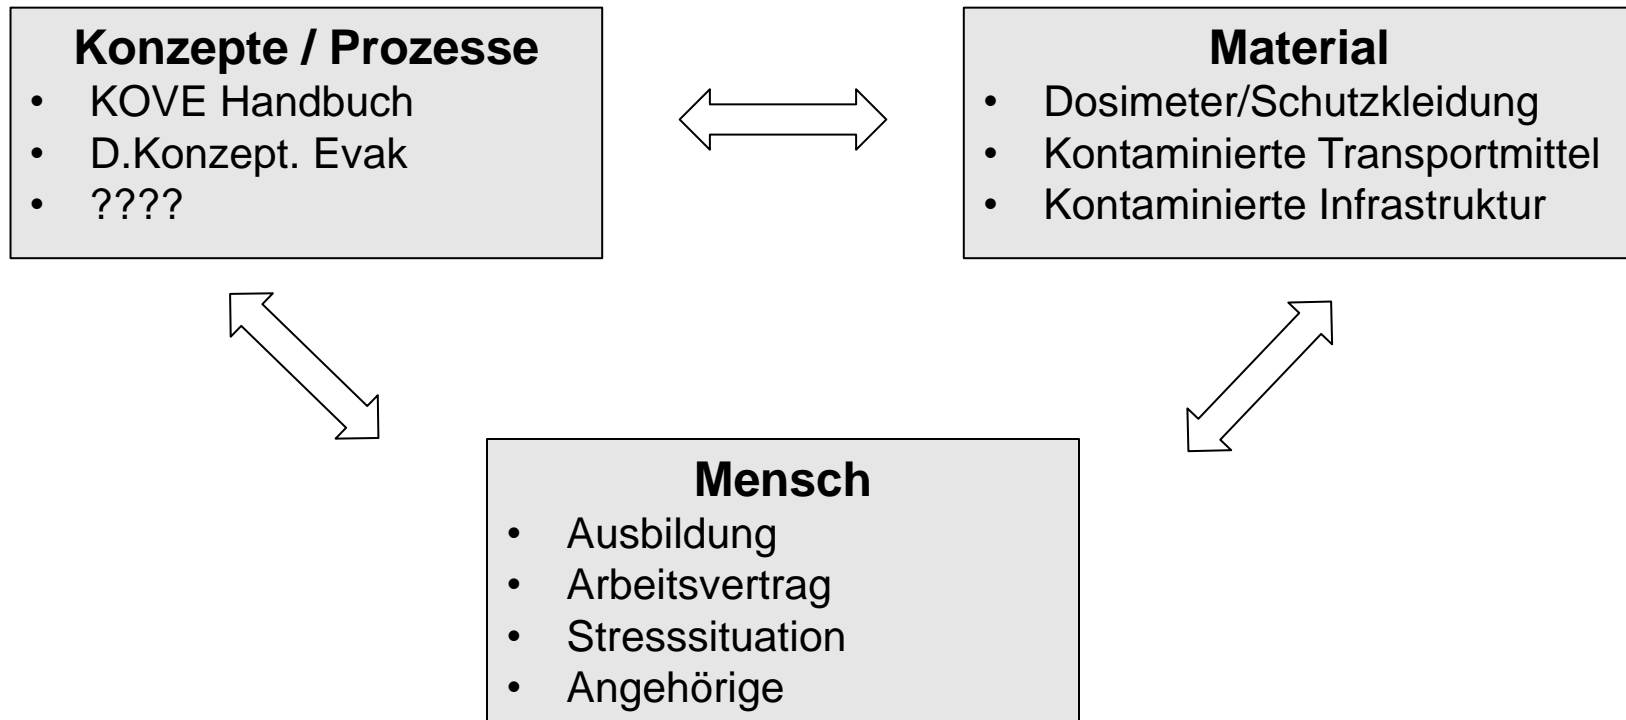 Konzepte / Prozesse
• KOVE Handbuch
• D.Konzept. Evak
• ????
Material
• Dosimeter/Schutzkleidung
• Kontaminierte Transportmittel
• Kontaminierte Infrastruktur
Mensch
• Ausbildung
• Arbeitsvertrag
• Stresssituation
• Angehörige